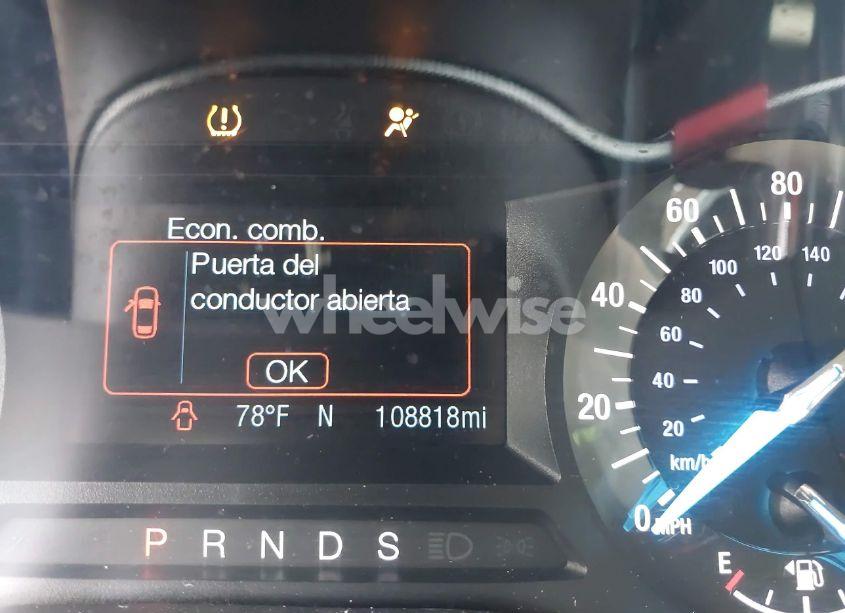 Econ. comb.
Puerta del
conductor abierta
OK
78°F N 108818mi
P R N D S
0 20 40 60 80
20 40 60 80 100 120 140
km/h
MPH
E
wheelwise